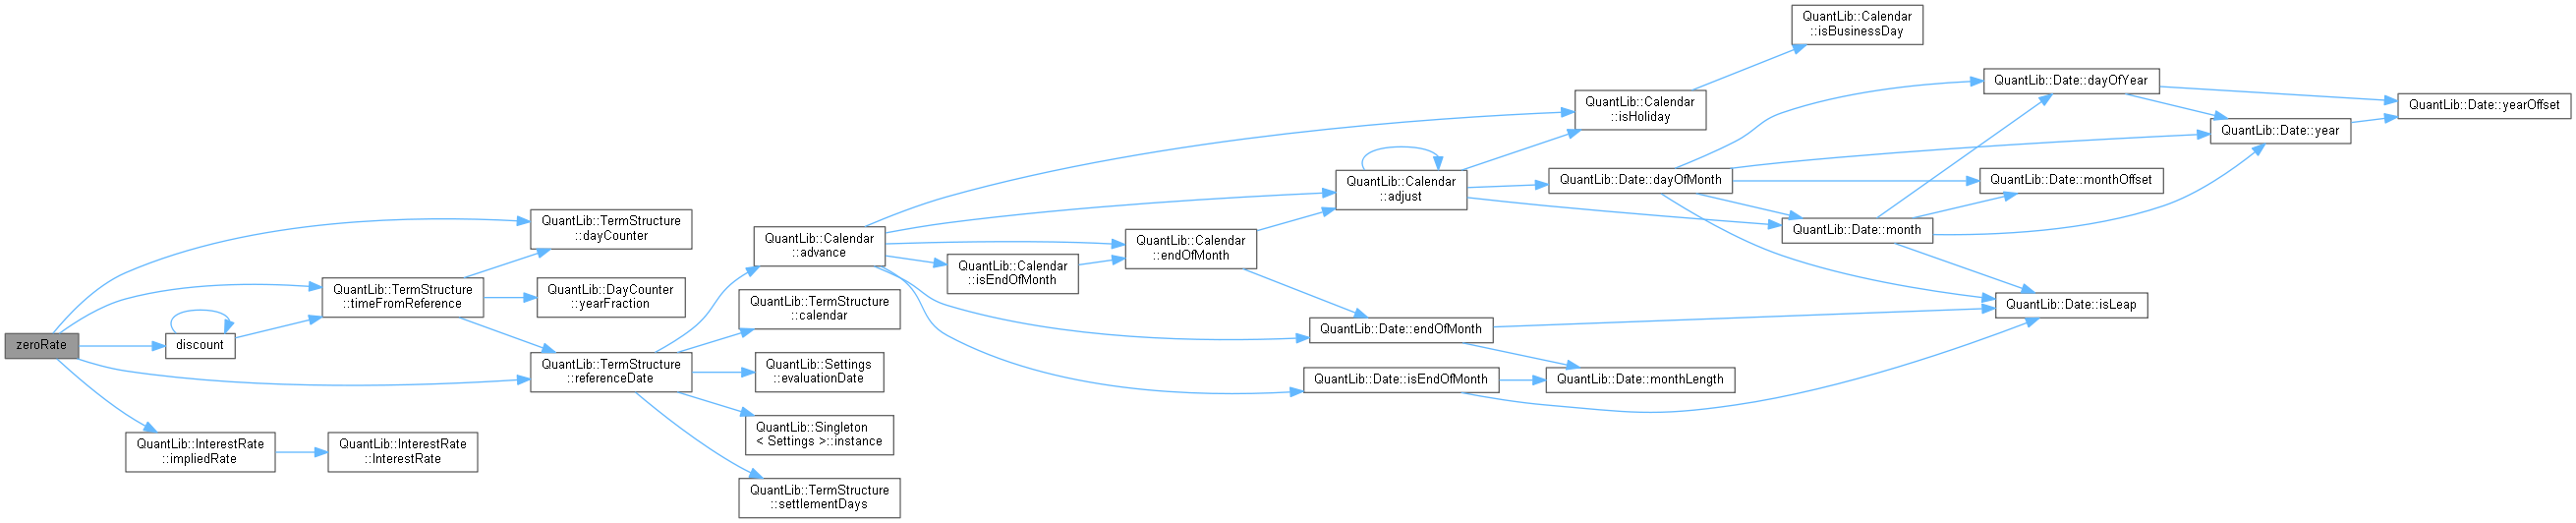 zeroRate
QuantLib::TermStructure
::dayCounter
QuantLib::TermStructure
::timeFromReference
QuantLib::DayCounter
::yearFraction
discount
QuantLib::TermStructure
::referenceDate
QuantLib::InterestRate
::impliedRate
QuantLib::InterestRate
::InterestRate
QuantLib::Calendar
::advance
QuantLib::TermStructure
::calendar
QuantLib::Settings
::evaluationDate
QuantLib::Singleton
< Settings >::instance
QuantLib::TermStructure
::settlementDays
QuantLib::Calendar
::isEndOfMonth
QuantLib::Calendar
::endOfMonth
QuantLib::Calendar
::adjust
QuantLib::Date::endOfMonth
QuantLib::Date::isEndOfMonth
QuantLib::Calendar
::isHoliday
QuantLib::Calendar
::isBusinessDay
QuantLib::Date::dayOfMonth
QuantLib::Date::monthLength
QuantLib::Date::month
QuantLib::Date::dayOfYear
QuantLib::Date::monthOffset
QuantLib::Date::isLeap
QuantLib::Date::year
QuantLib::Date::yearOffset